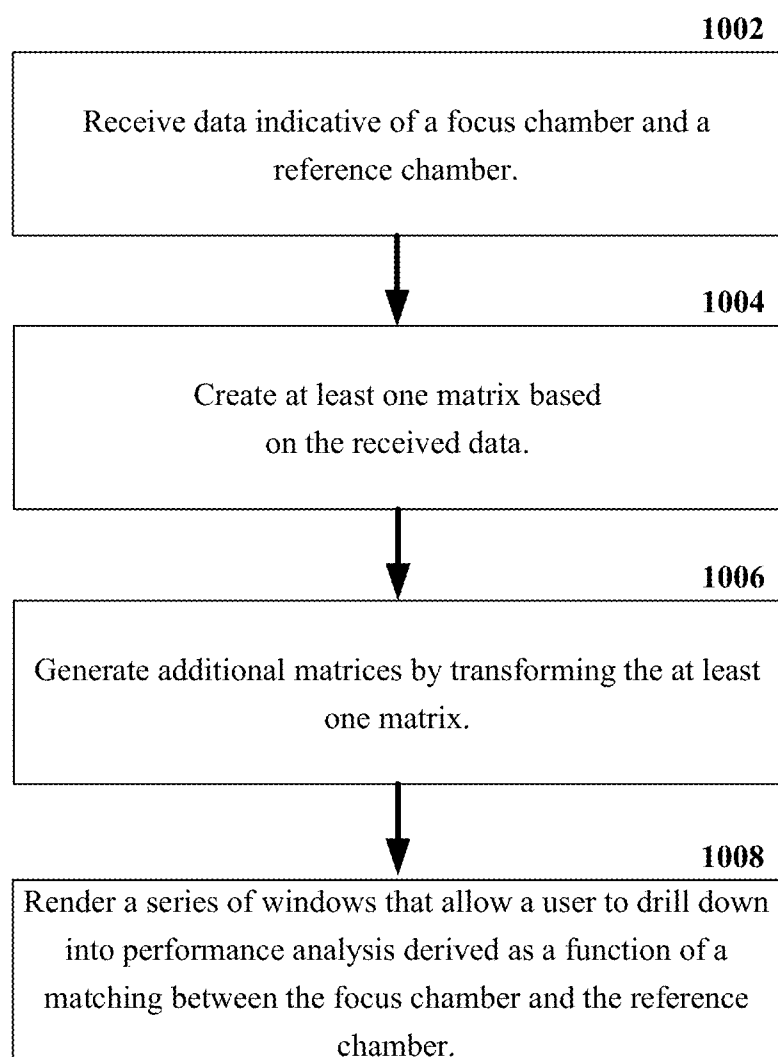 1002
Receive data indicative of a focus chamber and a
reference chamber.
1004
Create at least one matrix based
on the received data.
1006
Generate additional matrices by transforming the at least
one matrix.
1008
Render a series of windows that allow a user to drill down
into performance analysis derived as a function of a
matching between the focus chamber and the reference
chamber.